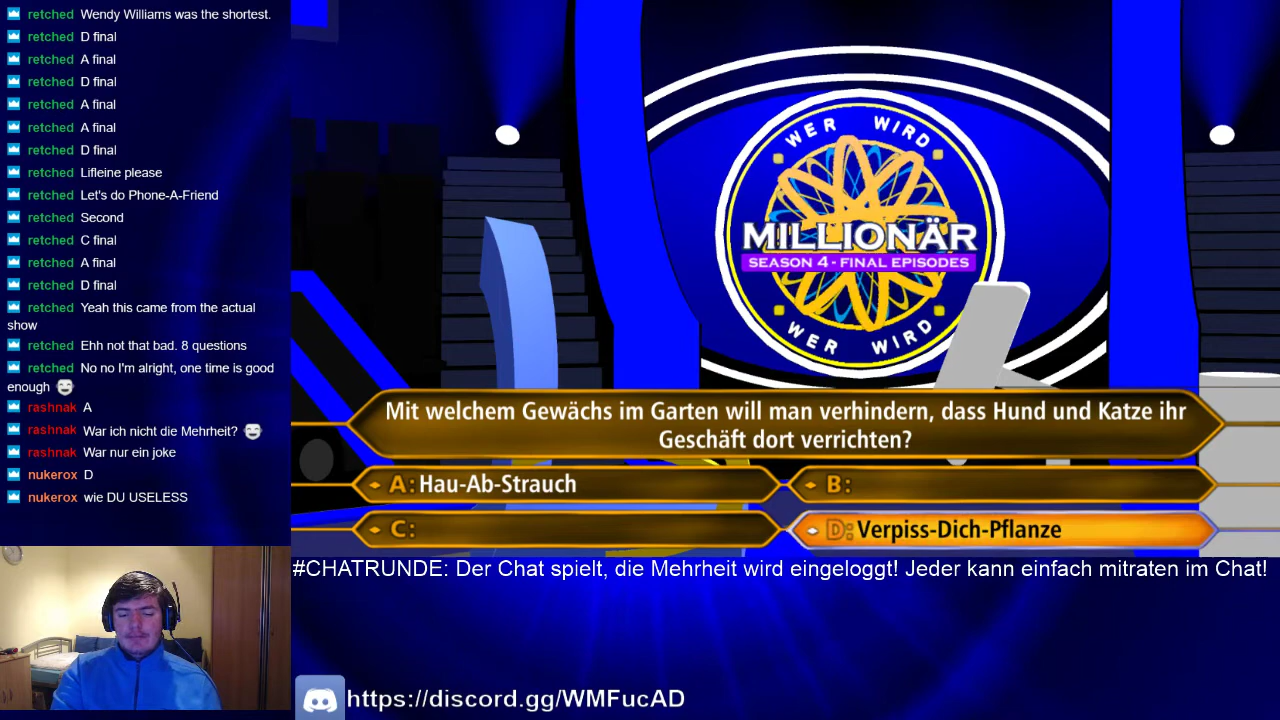 retched Wendy Williams was the shortest.
retched D final
retched A final
retched D final
retched A final
retched A final
retched D final
retched Lifleine please
retched Let's do Phone-A-Friend
retched Second
retched C final
retched A final
retched D final
retched Yeah this came from the actual
show
retched Ehh not that bad. 8 questions
retched No no I'm alright, one time is good
enough
rashnak A
rashnak War ich nicht die Mehrheit?
rashnak War nur ein joke
nukerox D
nukerox wie DU USELESS
WER WIRD
MILLIONÄR
SEASON 4 - FINAL EPISODES
WER WIRD
Mit welchem Gewächs im Garten will man verhindern, dass Hund und Katze ihr
Geschäft dort verrichten?
A: Hau-Ab-Strauch
B:
C:
D: Verpiss-Dich-Pflanze
#CHATRUNDE: Der Chat spielt, die Mehrheit wird eingeloggt! Jeder kann einfach mitraten im Chat!
https://discord.gg/WMFucAD